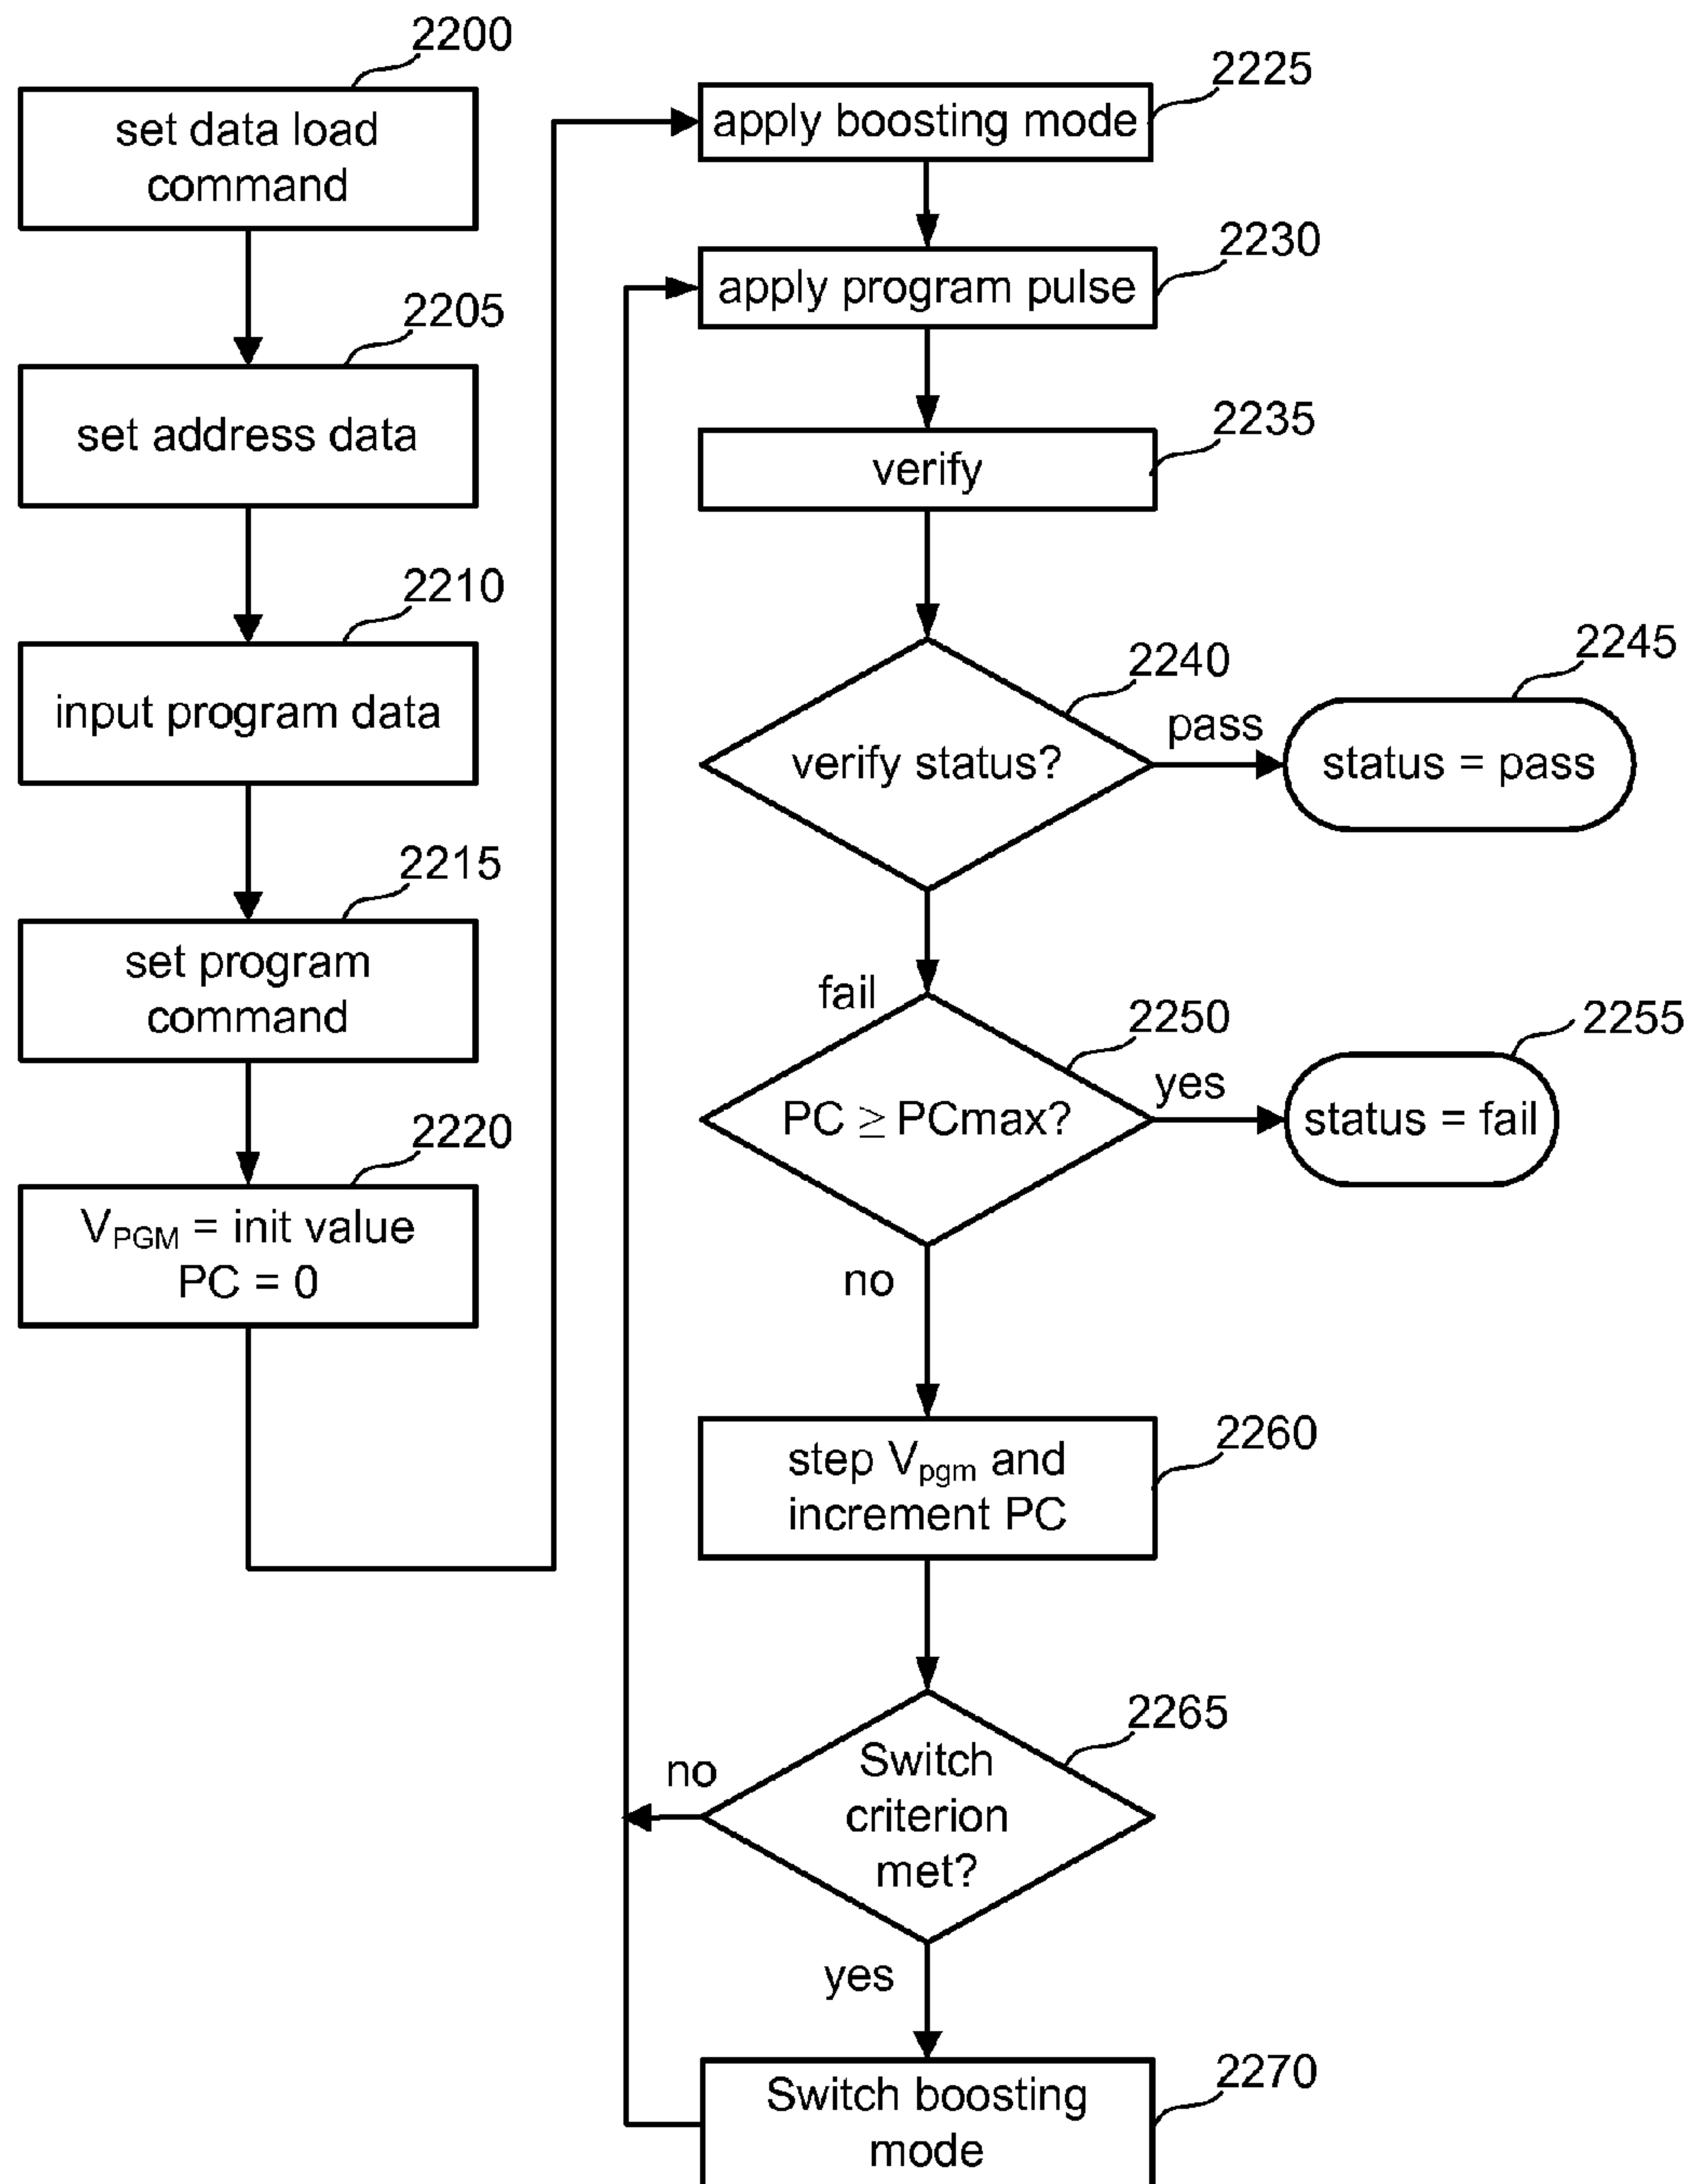 2200
set data load
command
2205
set address data
2210
input program data
2215
set program
command
2220
V_PGM = init value
PC = 0
2225
apply boosting mode
2230
apply program pulse
2235
verify
2240
verify status?
pass
2245
status = pass
fail
2250
PC ≥ PCmax?
yes
2255
status = fail
no
2260
step V_pgm and
increment PC
2265
Switch
criterion
met?
no
yes
2270
Switch boosting
mode